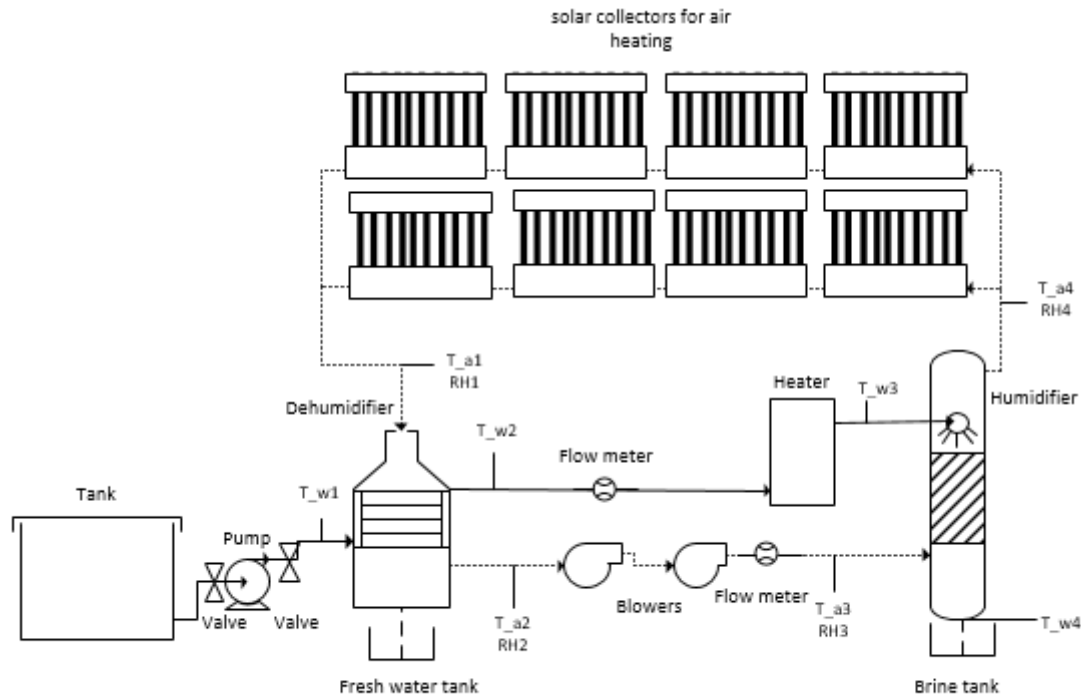 solar collectors for air
heating
T_a4
RH4
T_a1
RH1
Heater
T_w3
Humidifier
Dehumidifier
T_w2
Flow meter
Tank
T_w1
Pump
Valve
Valve
Blowers
Flow meter
T_a2
RH2
T_a3
RH3
T_w4
Fresh water tank
Brine tank